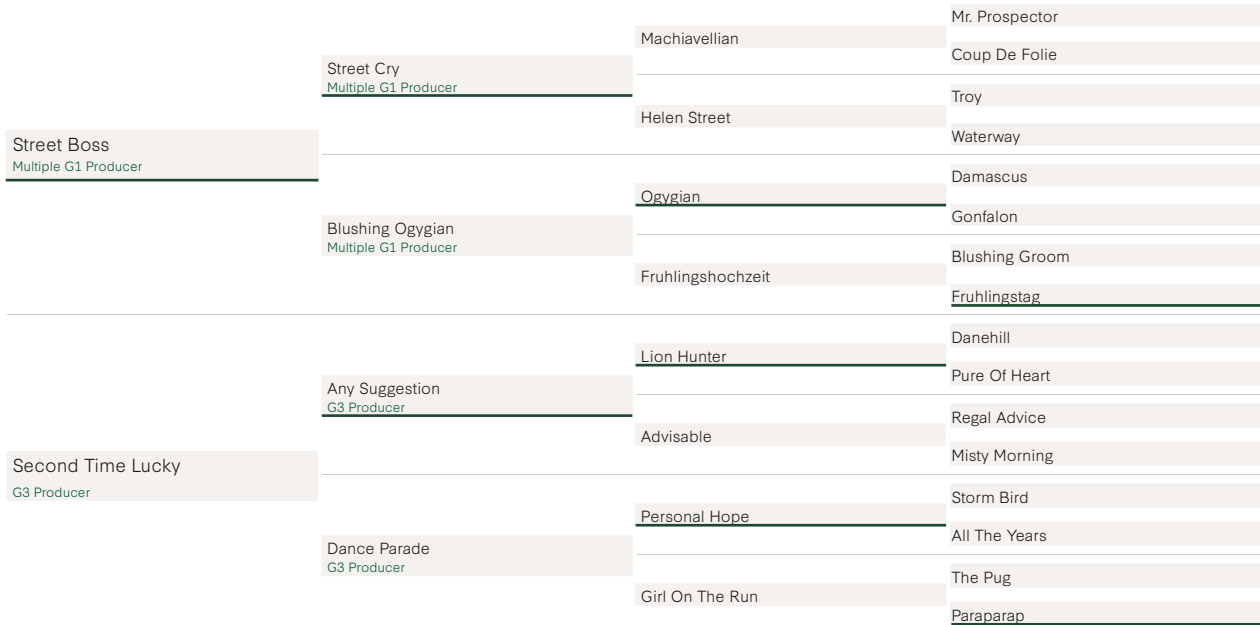 Street Boss
Multiple G1 Producer
Second Time Lucky
G3 Producer
Street Cry
Multiple G1 Producer
Blushing Ogygian
Multiple G1 Producer
Any Suggestion
G3 Producer
Dance Parade
G3 Producer
Machiavellian
Helen Street
Ogygian
Fruhlingshochzeit
Lion Hunter
Advisable
Personal Hope
Girl On The Run
Mr. Prospector
Coup De Folie
Troy
Waterway
Damascus
Gonfalon
Blushing Groom
Fruhlingstag
Danehill
Pure Of Heart
Regal Advice
Misty Morning
Storm Bird
All The Years
The Pug
Paraparap